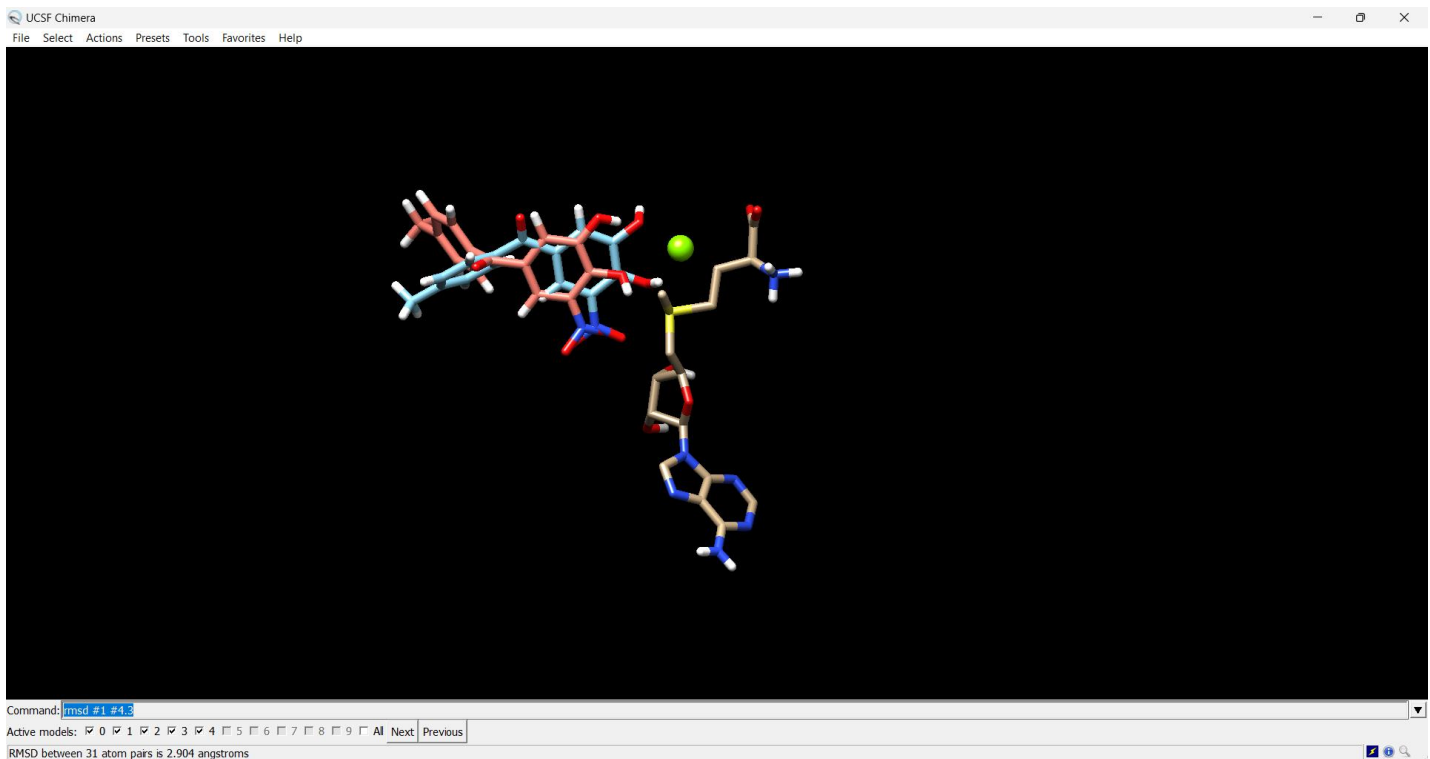 UCSF Chimera
File Select Actions Presets Tools Favorites Help
Command: rmsd #1 #4.3
Active models: 0 1 2 3 4 5 6 7 8 9 All Next Previous
RMSD between 31 atom pairs is 2.904 angstroms